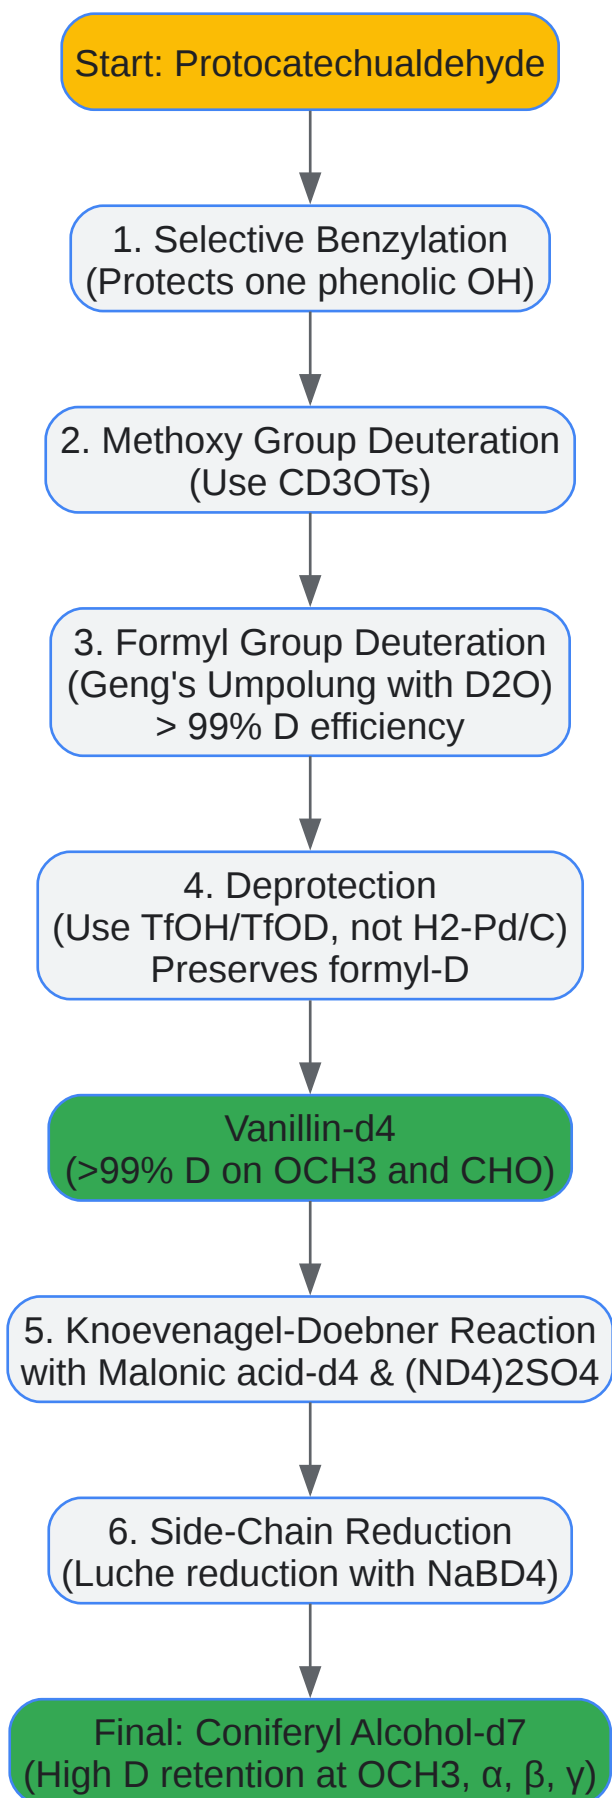 Start: Protocatechualdehyde
1. Selective Benzylation
(Protects one phenolic OH)
2. Methoxy Group Deuteration
(Use CD3OTs)
3. Formyl Group Deuteration
(Geng's Umpolung with D2O)
> 99% D efficiency
4. Deprotection
(Use TfOH/TfOD, not H2-Pd/C)
Preserves formyl-D
Vanillin-d4
(>99% D on OCH3 and CHO)
5. Knoevenagel-Doebner Reaction
with Malonic acid-d4 & (ND4)2SO4
6. Side-Chain Reduction
(Luche reduction with NaBD4)
Final: Coniferyl Alcohol-d7
(High D retention at OCH3, α, β, γ)